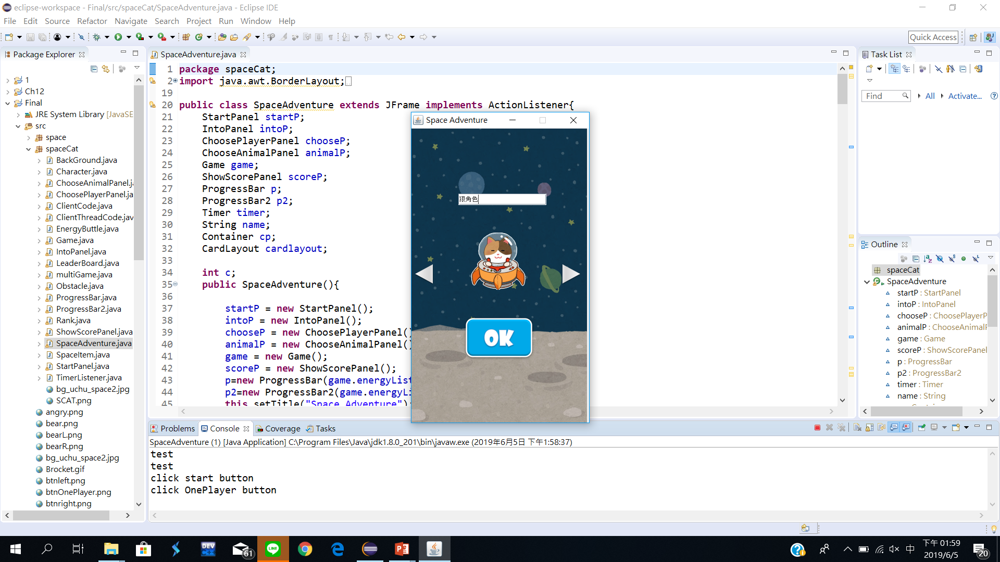 eclipse-workspace - Final/src/spaceCat/SpaceAdventure.java - Eclipse IDE
File Edit Source Refactor Navigate Search Project Run Window Help
Quick Access
Package Explorer
1
Ch12
Final
JRE System Library [JavaSE
src
space
spaceCat
BackGround.java
Character.java
ChooseAnimalPanel.j
ChoosePlayerPanel.ja
ClientCode.java
ClientThreadCode.jav
EnergyButtle.java
Game.java
IntoPanel.java
LeaderBoard.java
multiGame.java
Obstacle.java
ProgressBar.java
ProgressBar2.java
Rank.java
ShowScorePanel.java
SpaceAdventure.java
SpaceItem.java
StartPanel.java
TimerListener.java
bg_uchu_space2.jpg
SCAT.png
angry.png
bear.png
bearL.png
bearR.png
bg_uchu_space2.jpg
Brocket.gif
btnleft.png
btnOnePlayer.png
btnright.png
SpaceAdventure.java
1 package spaceCat;
2 import java.awt.BorderLayout;
19
20 public class SpaceAdventure extends JFrame implements ActionListener{
21 StartPanel startP;
22 IntoPanel intoP;
23 ChoosePlayerPanel chooseP;
24 ChooseAnimalPanel animalP;
25 Game game;
26 ShowScorePanel scoreP;
27 ProgressBar p;
28 ProgressBar2 p2;
29 Timer timer;
30 String name;
31 Container cp;
32 CardLayout cardlayout;
33
34 int c;
35 public SpaceAdventure(){
36
37 startP = new StartPanel();
38 intoP = new IntoPanel();
39 chooseP = new ChoosePlayerPanel()
40 animalP = new ChooseAnimalPanel()
41 game = new Game();
42 scoreP = new ShowScorePanel();
43 p=new ProgressBar(game.energyList
44 p2=new ProgressBar2(game.energyLi
45 this.setTitle("Space Adventure")
Space Adventure
狠角色
OK
Task List
Find All Activate...
Outline
spaceCat
SpaceAdventure
startP : StartPanel
intoP : IntoPanel
chooseP : ChoosePlayerP
animalP : ChooseAnimalP
game : Game
scoreP : ShowScorePanel
p : ProgressBar
p2 : ProgressBar2
timer : Timer
name : String
Problems Console Coverage Tasks
SpaceAdventure (1) [Java Application] C:\Program Files\Java\jdk1.8.0_201\bin\javaw.exe (2019年6月5日 下午1:58:37)
test
test
click start button
click OnePlayer button
DEV
61
LINE
中
下午 01:59
2019/6/5
20